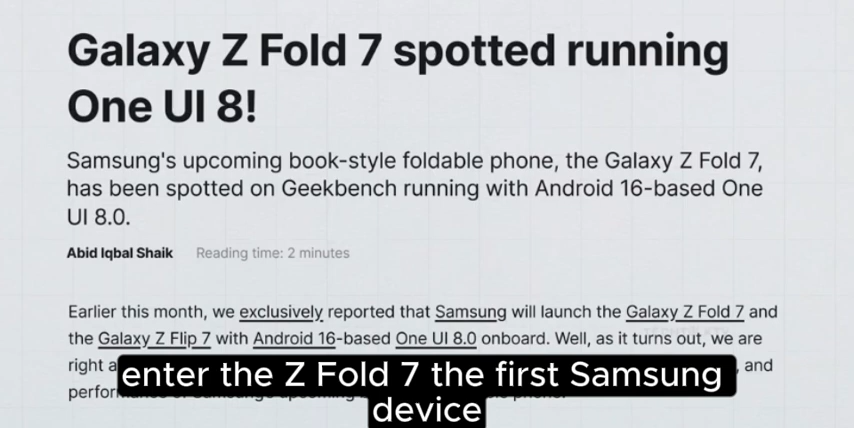 Galaxy Z Fold 7 spotted running
One UI 8!
Samsung's upcoming book-style foldable phone, the Galaxy Z Fold 7,
has been spotted on Geekbench running with Android 16-based One
UI 8.0.
Abid Iqbal Shaik Reading time: 2 minutes
Earlier this month, we exclusively reported that Samsung will launch the Galaxy Z Fold 7 and
the Galaxy Z Flip 7 with Android 16-based One UI 8.0 onboard. Well, as it turns out, we are
right and
enter the Z Fold 7 the first Samsung
device